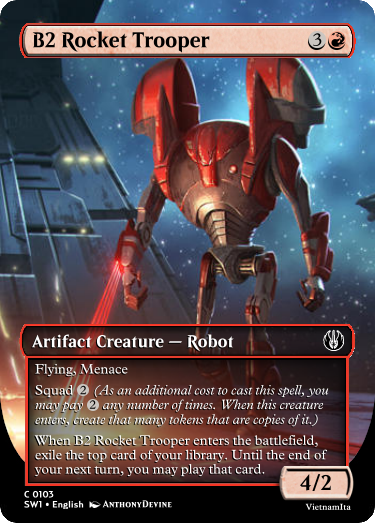 B2 Rocket Trooper 3
Artifact Creature — Robot
Flying, Menace
Squad 2 (As an additional cost to cast this spell, you
may pay 2 any number of times. When this creature
enters, create that many tokens that are copies of it.)
When B2 Rocket Trooper enters the battlefield,
exile the top card of your library. Until the end of
your next turn, you may play that card.
4/2
C 0103
SW1 • English AnthonyDevine
VietnamIta